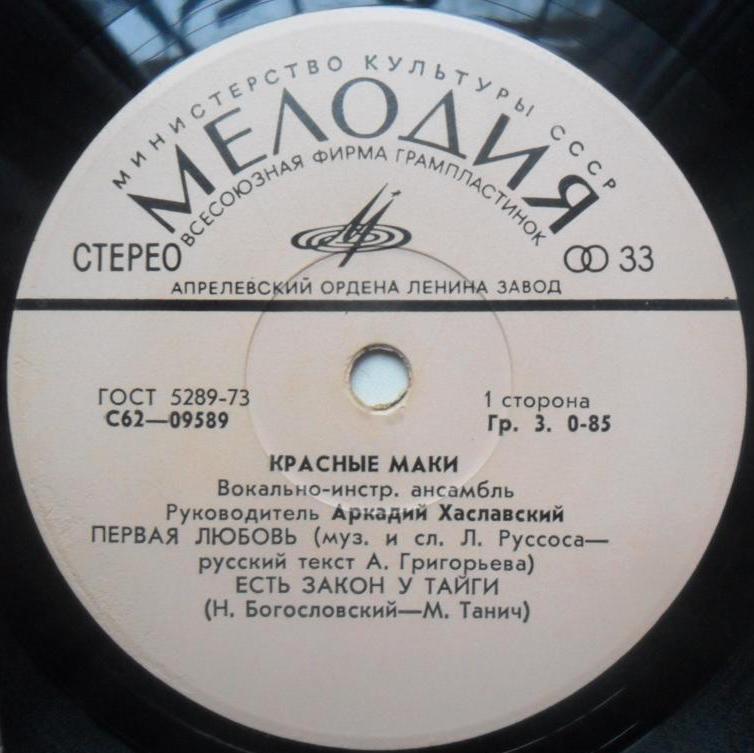 МИНИСТЕРСТВО КУЛЬТУРЫ СССР
МЕЛОДИЯ
ВСЕСОЮЗНАЯ ФИРМА ГРАМПЛАСТИНОК
СТЕРЕО 33
АПРЕЛЕВСКИЙ ОРДЕНА ЛЕНИНА ЗАВОД
ГОСТ 5289-73 1 сторона
С62—09589 Гр. 3. 0-85
КРАСНЫЕ МАКИ
Вокально-инстр. ансамбль
Руководитель Аркадий Хаславский
ПЕРВАЯ ЛЮБОВЬ (муз. и сл. Л. Руссоса—
русский текст А. Григорьева)
ЕСТЬ ЗАКОН У ТАЙГИ
(Н. Богословский—М. Танич)